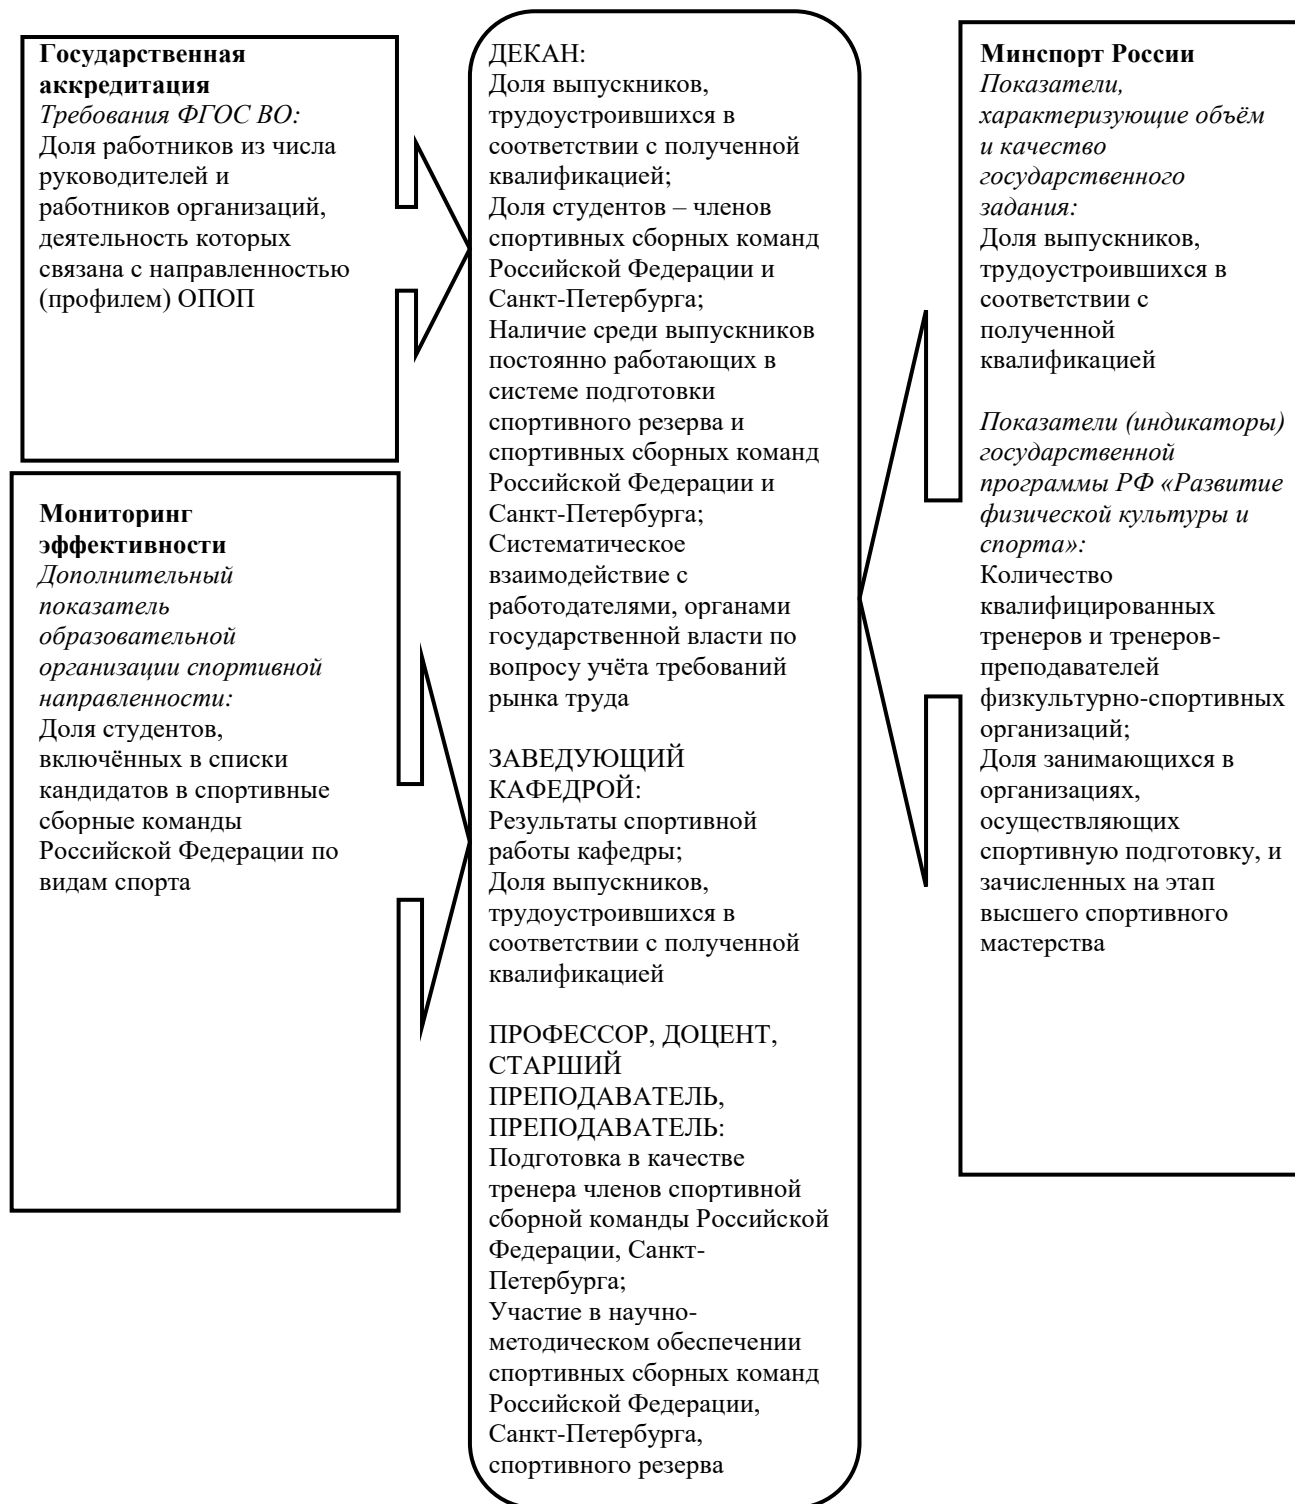 Государственная
аккредитация
Требования ФГОС ВО:
Доля работников из числа
руководителей и
работников организаций,
деятельность которых
связана с направленностью
(профилем) ОПОП
Мониторинг
эффективности
Дополнительный
показатель
образовательной
организации спортивной
направленности:
Доля студентов,
включённых в списки
кандидатов в спортивные
сборные команды
Российской Федерации по
видам спорта
ДЕКАН:
Доля выпускников,
трудоустроившихся в
соответствии с полученной
квалификацией;
Доля студентов – членов
спортивных сборных команд
Российской Федерации и
Санкт-Петербурга;
Наличие среди выпускников
постоянно работающих в
системе подготовки
спортивного резерва и
спортивных сборных команд
Российской Федерации и
Санкт-Петербурга;
Систематическое
взаимодействие с
работодателями, органами
государственной власти по
вопросу учёта требований
рынка труда
ЗАВЕДУЮЩИЙ
КАФЕДРОЙ:
Результаты спортивной
работы кафедры;
Доля выпускников,
трудоустроившихся в
соответствии с полученной
квалификацией
ПРОФЕССОР, ДОЦЕНТ,
СТАРШИЙ
ПРЕПОДАВАТЕЛЬ,
ПРЕПОДАВАТЕЛЬ:
Подготовка в качестве
тренера членов спортивной
сборной команды Российской
Федерации, Санкт-
Петербурга;
Участие в научно-
методическом обеспечении
спортивных сборных команд
Российской Федерации,
Санкт-Петербурга,
спортивного резерва
Минспорт России
Показатели,
характеризующие объём
и качество
государственного
задания:
Доля выпускников,
трудоустроившихся в
соответствии с
полученной
квалификацией
Показатели (индикаторы)
государственной
программы РФ «Развитие
физической культуры и
спорта»:
Количество
квалифицированных
тренеров и тренеров-
преподавателей
физкультурно-спортивных
организаций;
Доля занимающихся в
организациях,
осуществляющих
спортивную подготовку, и
зачисленных на этап
высшего спортивного
мастерства